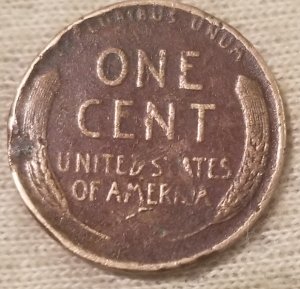 PLURIBUS UNUM
ONE
CENT
UNITED STATES
OF AMERICA